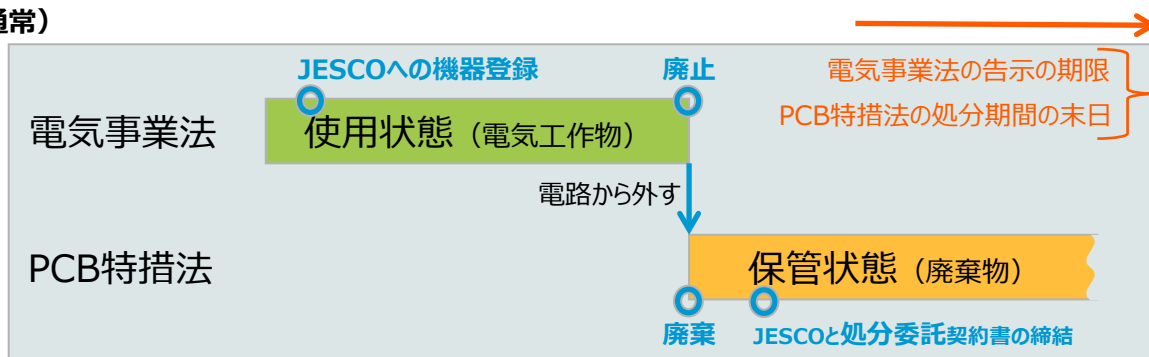 通常）
JESCOへの機器登録
廃止
電気事業法の告示の期限
PCB特措法の処分期間の末日
電気事業法
使用状態（電気工作物）
電路から外す
PCB特措法
保管状態（廃棄物）
廃棄
JESCOと処分委託契約書の締結